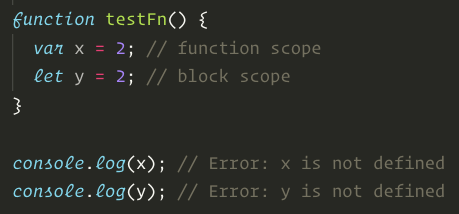 function testFn() {
  var x = 2; // function scope
  let y = 2; // block scope
}

console.log(x); // Error: x is not defined
console.log(y); // Error: y is not defined